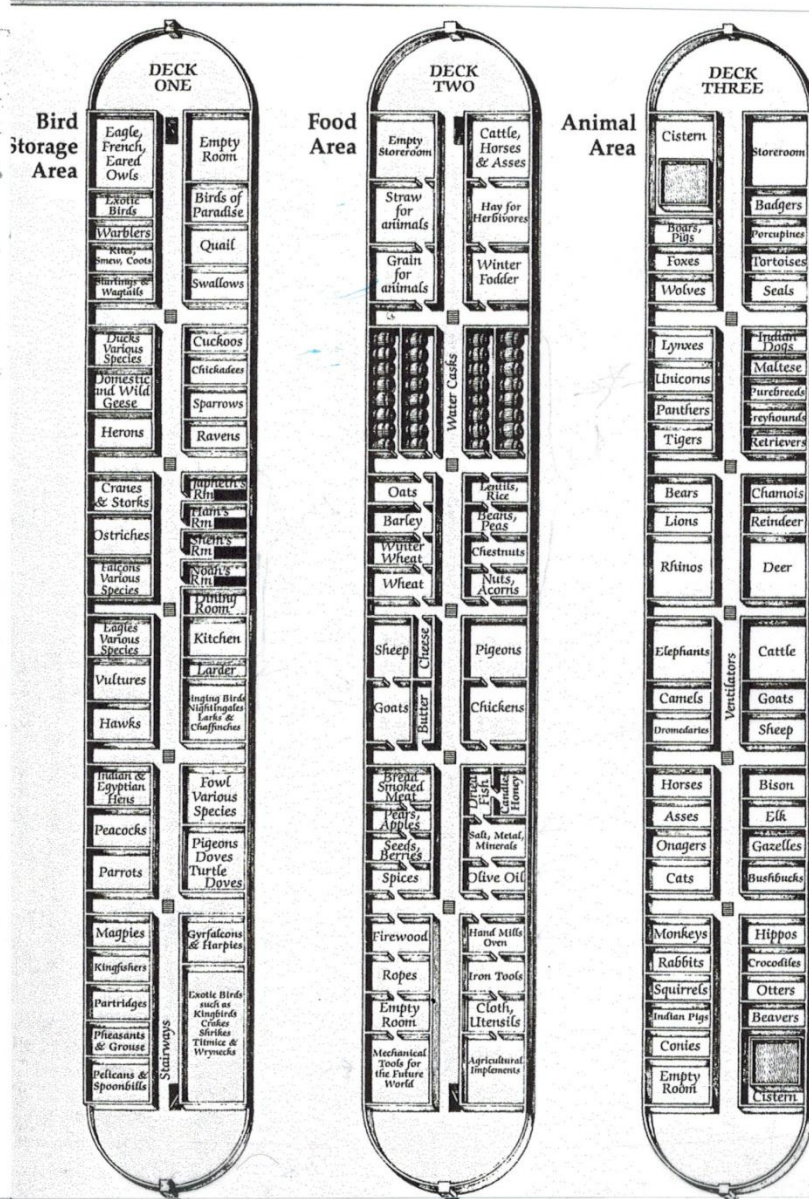 DECK
ONE
Bird
Storage
Area
Eagle,
French,
Eared
Owls
Exotic
Birds
Warblers
Kites,
Smew, Coots
Starlings &
Wagtails
Empty
Room
Birds of
Paradise
Quail
Swallows
Ducks
Various
Species
Domestic
and Wild
Geese
Herons
Cuckoos
Chickadees
Sparrows
Ravens
Cranes
& Storks
Ostriches
Falcons
Various
Species
Japheth's
Rm
Ham's
Rm
Shem's
Rm
Noah's
Rm
Dining
Room
Eagles
Various
Species
Vultures
Hawks
Kitchen
Larder
Singing Birds
Nightingales
Larks &
Chaffinches
Indian &
Egyptian
Hens
Peacocks
Parrots
Fowl
Various
Species
Pigeons
Doves
Turtle
Doves
Magpies
Kingfishers
Partridges
Pheasants
& Grouse
Pelicans &
Spoonbills
Stairways
Gyrfalcons
& Harpies
Exotic Birds
such as
Kingbirds
Crakes
Shrikes
Titmice &
Wrynecks
DECK
TWO
Food
Area
Empty
Storeroom
Straw
for
animals
Grain
for
animals
Cattle,
Horses
& Asses
Hay for
Herbivores
Winter
Fodder
Water Casks
Oats
Barley
Winter
Wheat
Wheat
Lentils,
Rice
Beans,
Peas
Chestnuts
Nuts,
Acorns
Sheep
Cheese
Goats
Butter
Pigeons
Chickens
Bread
Smoked
Meat
Pears,
Apples
Seeds,
Berries
Spices
Dried
Fish
Candies
Honey
Salt, Metal,
Minerals
Olive Oil
Firewood
Ropes
Empty
Room
Mechanical
Tools for
the Future
World
Hand Mills
Oven
Iron Tools
Cloth,
Utensils
Agricultural
Implements
DECK
THREE
Animal
Area
Cistern
Boars,
Pigs
Foxes
Wolves
Storeroom
Badgers
Porcupines
Tortoises
Seals
Lynxes
Unicorns
Panthers
Tigers
Indian
Dogs
Maltese
Purebreeds
Greyhounds
Retrievers
Bears
Lions
Rhinos
Chamois
Reindeer
Deer
Elephants
Camels
Dromedaries
Ventilators
Cattle
Goats
Sheep
Horses
Asses
Onagers
Cats
Bison
Elk
Gazelles
Bushbucks
Monkeys
Rabbits
Squirrels
Indian Pigs
Conies
Empty
Room
Hippos
Crocodiles
Otters
Beavers
Cistern